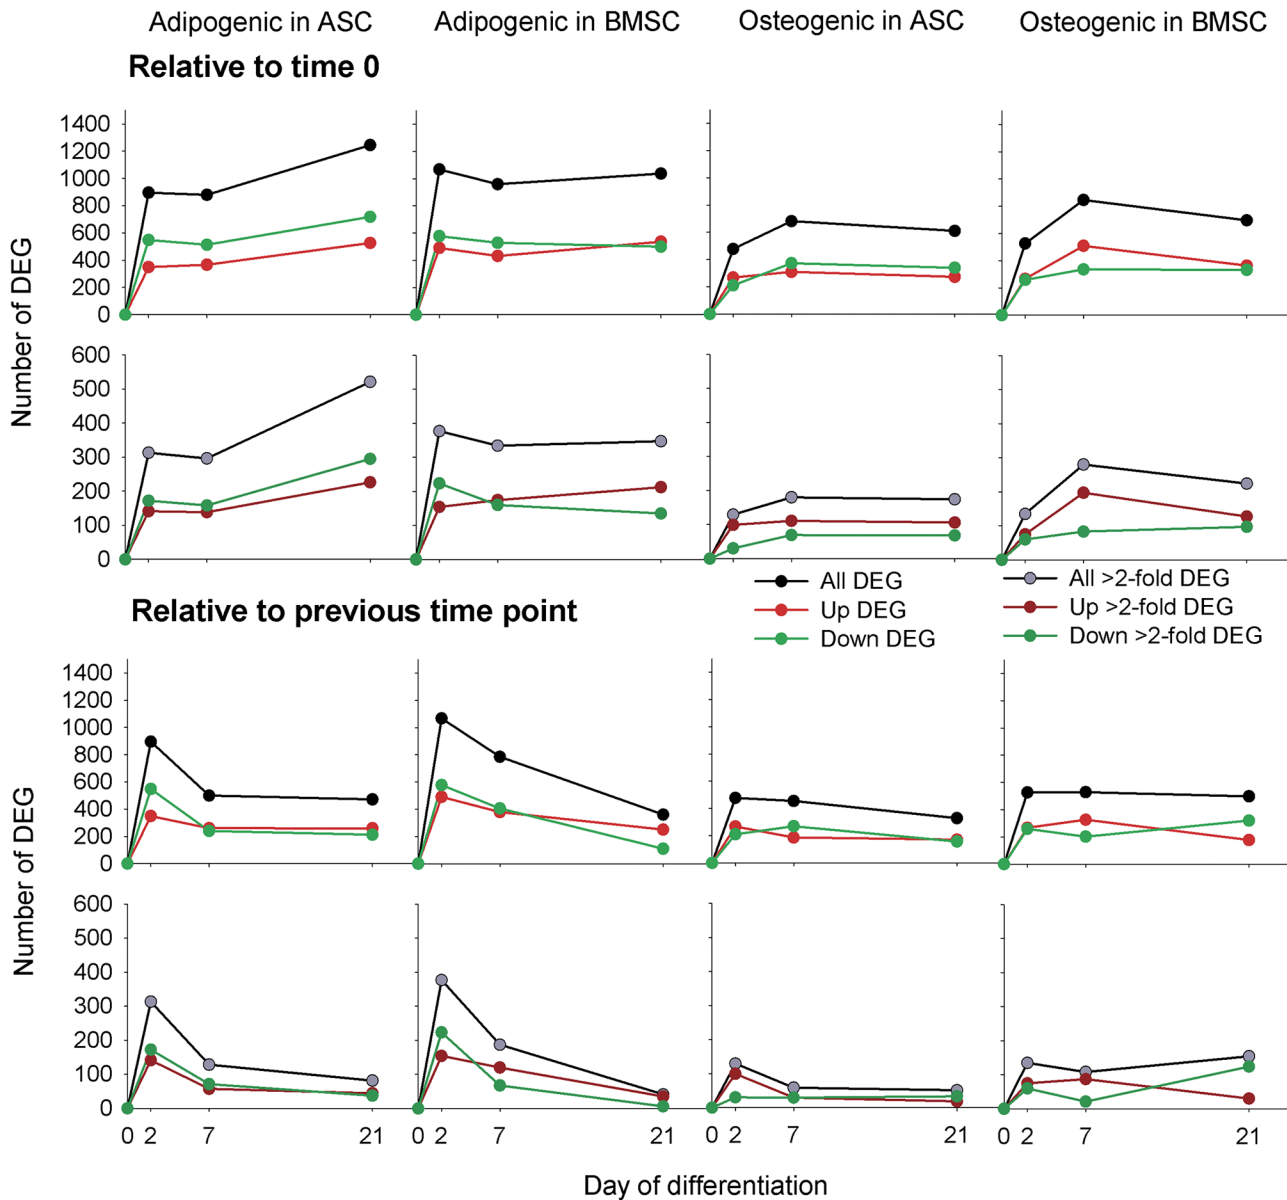 Adipogenic in ASC Adipogenic in BMSC Osteogenic in ASC Osteogenic in BMSC
Relative to time 0
Number of DEG
1400
1200
1000
800
600
400
200
0
600
500
400
300
200
100
0
All DEG
Up DEG
Down DEG
All >2-fold DEG
Up >2-fold DEG
Down >2-fold DEG
Relative to previous time point
Number of DEG
1400
1200
1000
800
600
400
200
0
600
500
400
300
200
100
0
0 2 7 21 0 2 7 21 0 2 7 21 0 2 7 21
Day of differentiation